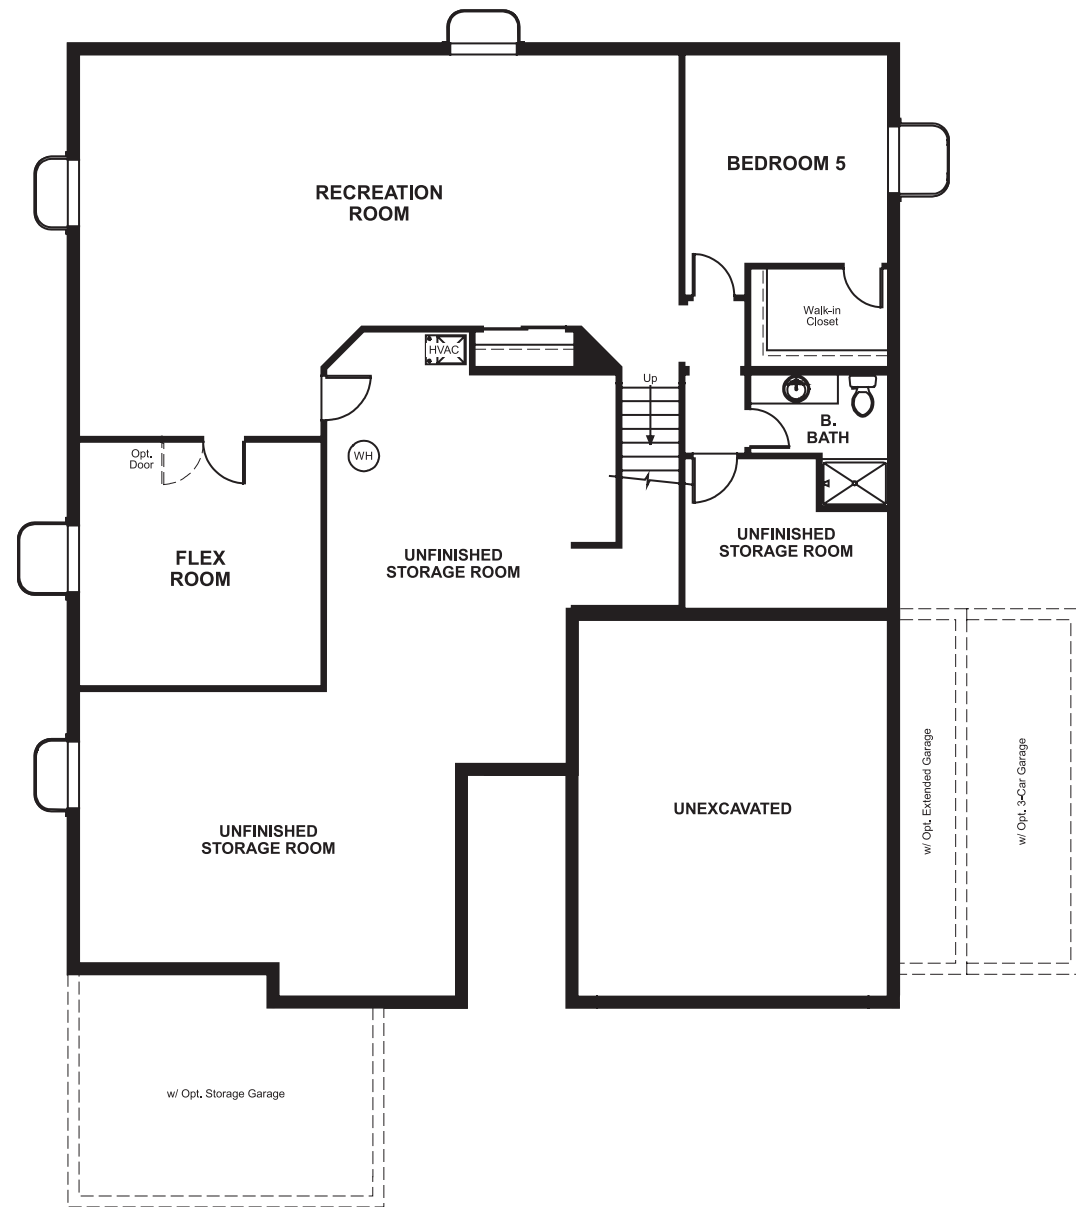 BEDROOM 5
RECREATION
ROOM
Walk-in
Closet
HVAC
Up
B.
BATH
Opt.
Door
WH
UNFINISHED
STORAGE ROOM
UNFINISHED
STORAGE ROOM
FLEX
ROOM
w/ Opt. Extended Garage
w/ Opt. 3-Car Garage
UNEXCAVATED
UNFINISHED
STORAGE ROOM
w/ Opt. Storage Garage